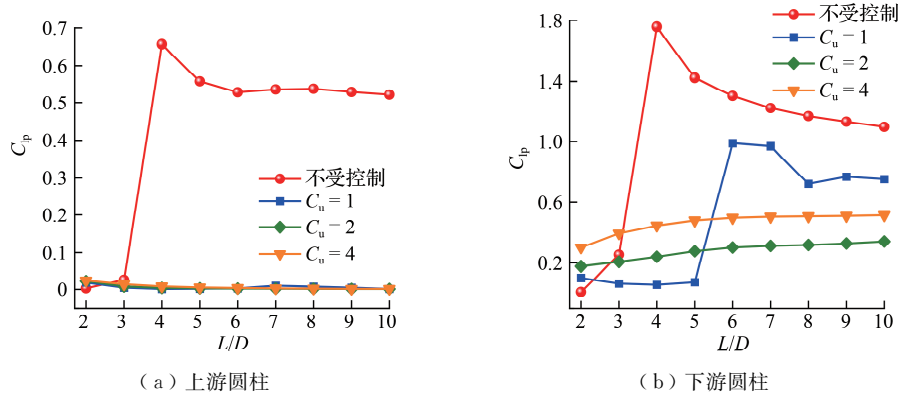 0.7
0.6
0.5
0.4
0.3
0.2
0.1
0
C_lp
不受控制
C_u = 1
C_u − 2
C_u = 4
2 3 4 5 6 7 8 9 10
L/D
(a)上游圆柱
1.8
1.4
1.0
0.6
0.2
C_lp
不受控制
C_u − 1
C_u = 2
C_u = 4
2 3 4 5 6 7 8 9 10
L/D
(b)下游圆柱